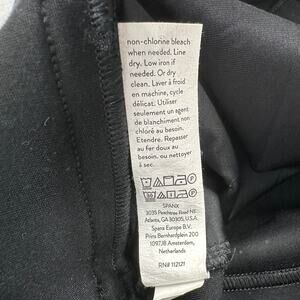 non-chlorine bleach
when needed. Line
dry. Low iron if
needed. Or dry
clean. Laver à froid
en machine, cycle
délicat. Utiliser
seulement un agent
de blanchiment non
chloré au besoin.
Etendre. Repasser
au fer doux au
besoin. ou nettoyer
à sec.
SPANX
3035 Peachtree Road NE
Atlanta, GA 30305, U.S.A.
Spanx Europe B.V.
Prins Bernhardplein 200
1097JB Amsterdam,
Netherlands
RN# 112121